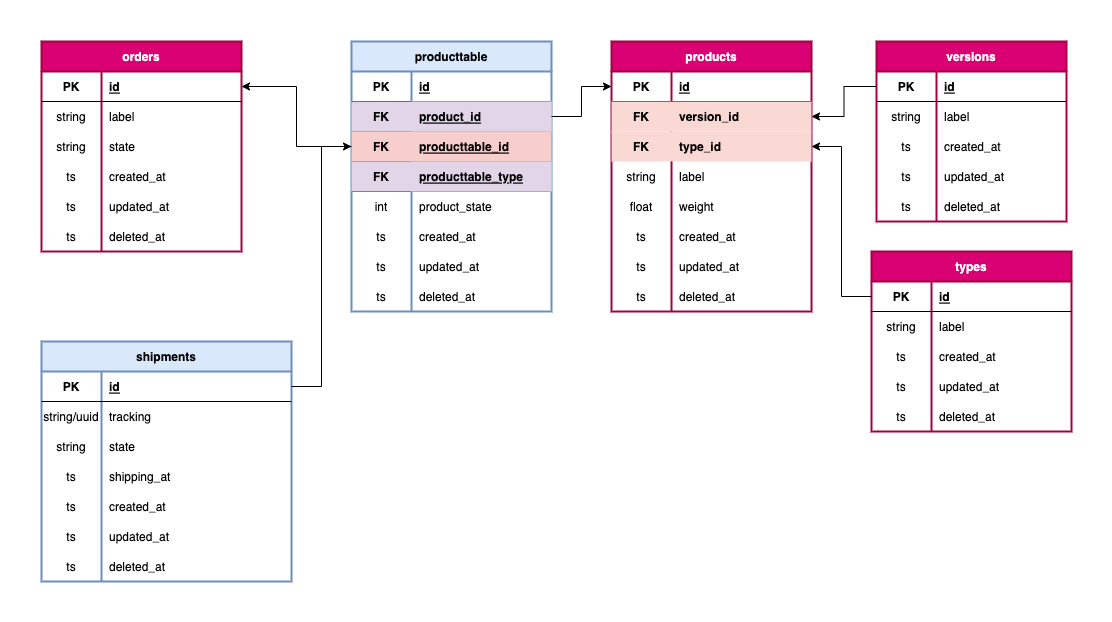 orders
PK id
string label
string state
ts created_at
ts updated_at
ts deleted_at
producttable
PK id
FK product_id
FK producttable_id
FK producttable_type
int product_state
ts created_at
ts updated_at
ts deleted_at
products
PK id
FK version_id
FK type_id
string label
float weight
ts created_at
ts updated_at
ts deleted_at
versions
PK id
string label
ts created_at
ts updated_at
ts deleted_at
types
PK id
string label
ts created_at
ts updated_at
ts deleted_at
shipments
PK id
string/uuid tracking
string state
ts shipping_at
ts created_at
ts updated_at
ts deleted_at